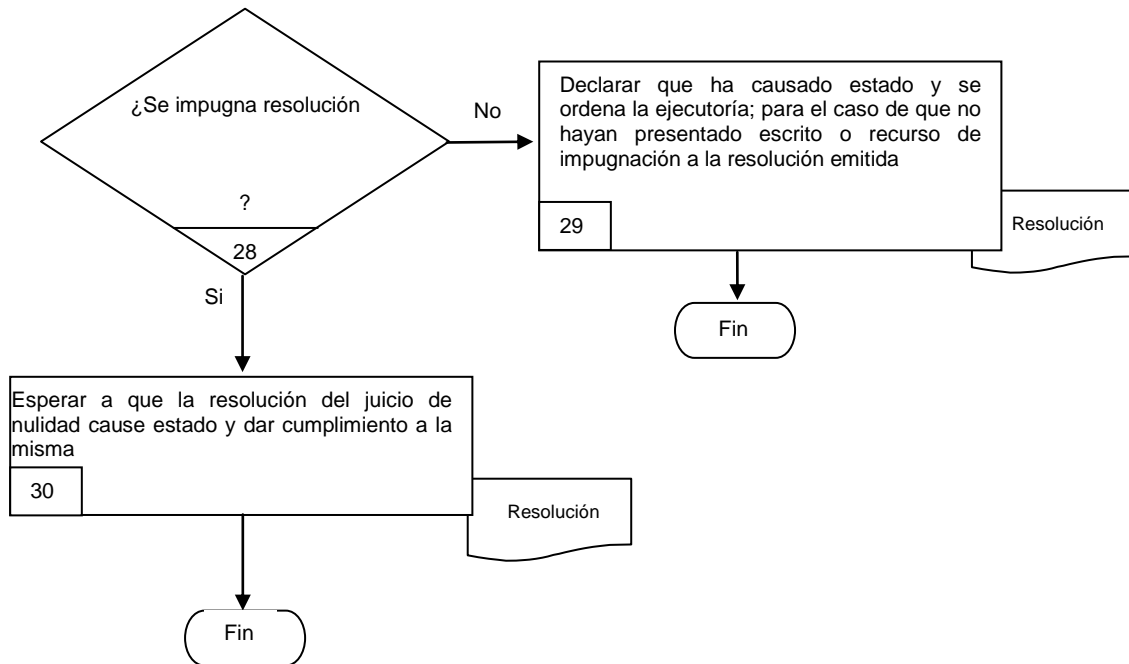 ¿Se impugna resolución
?
28
No
Declarar que ha causado estado y se
ordena la ejecutoría; para el caso de que no
hayan presentado escrito o recurso de
impugnación a la resolución emitida
29
Resolución
Fin
Si
Esperar a que la resolución del juicio de
nulidad cause estado y dar cumplimiento a la
misma
30
Resolución
Fin